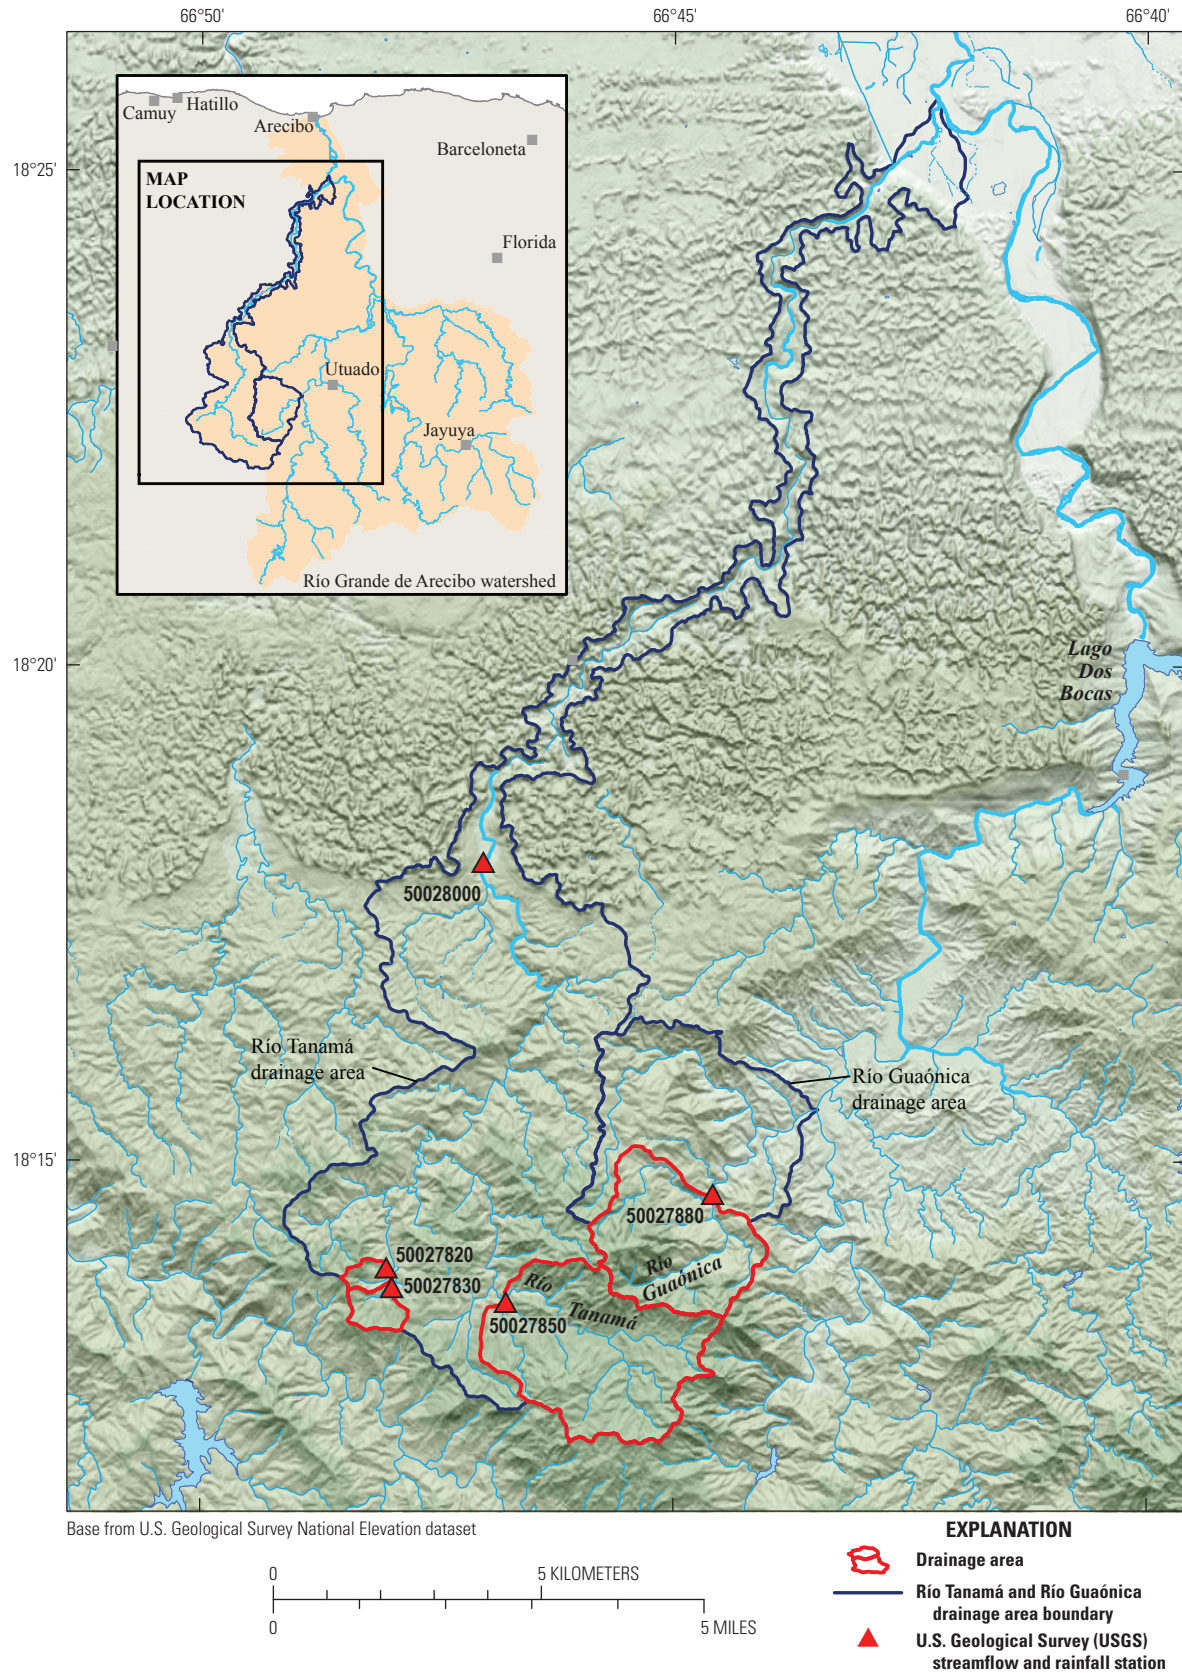 66°50'
66°45'
66°40'
18°25'
18°20'
18°15'
Camuy
Hatillo
Arecibo
Barceloneta
MAP
LOCATION
Florida
Utuado
Jayuya
Río Grande de Arecibo watershed
Lago
Dos
Bocas
50028000
Río Tanamá
drainage area
Río Guaónica
drainage area
50027880
50027820
50027830
50027850
Río
Guaónica
Río
Tanamá
Base from U.S. Geological Survey National Elevation dataset
0
5 KILOMETERS
0
5 MILES
EXPLANATION
Drainage area
Río Tanamá and Río Guaónica
drainage area boundary
U.S. Geological Survey (USGS)
streamflow and rainfall station